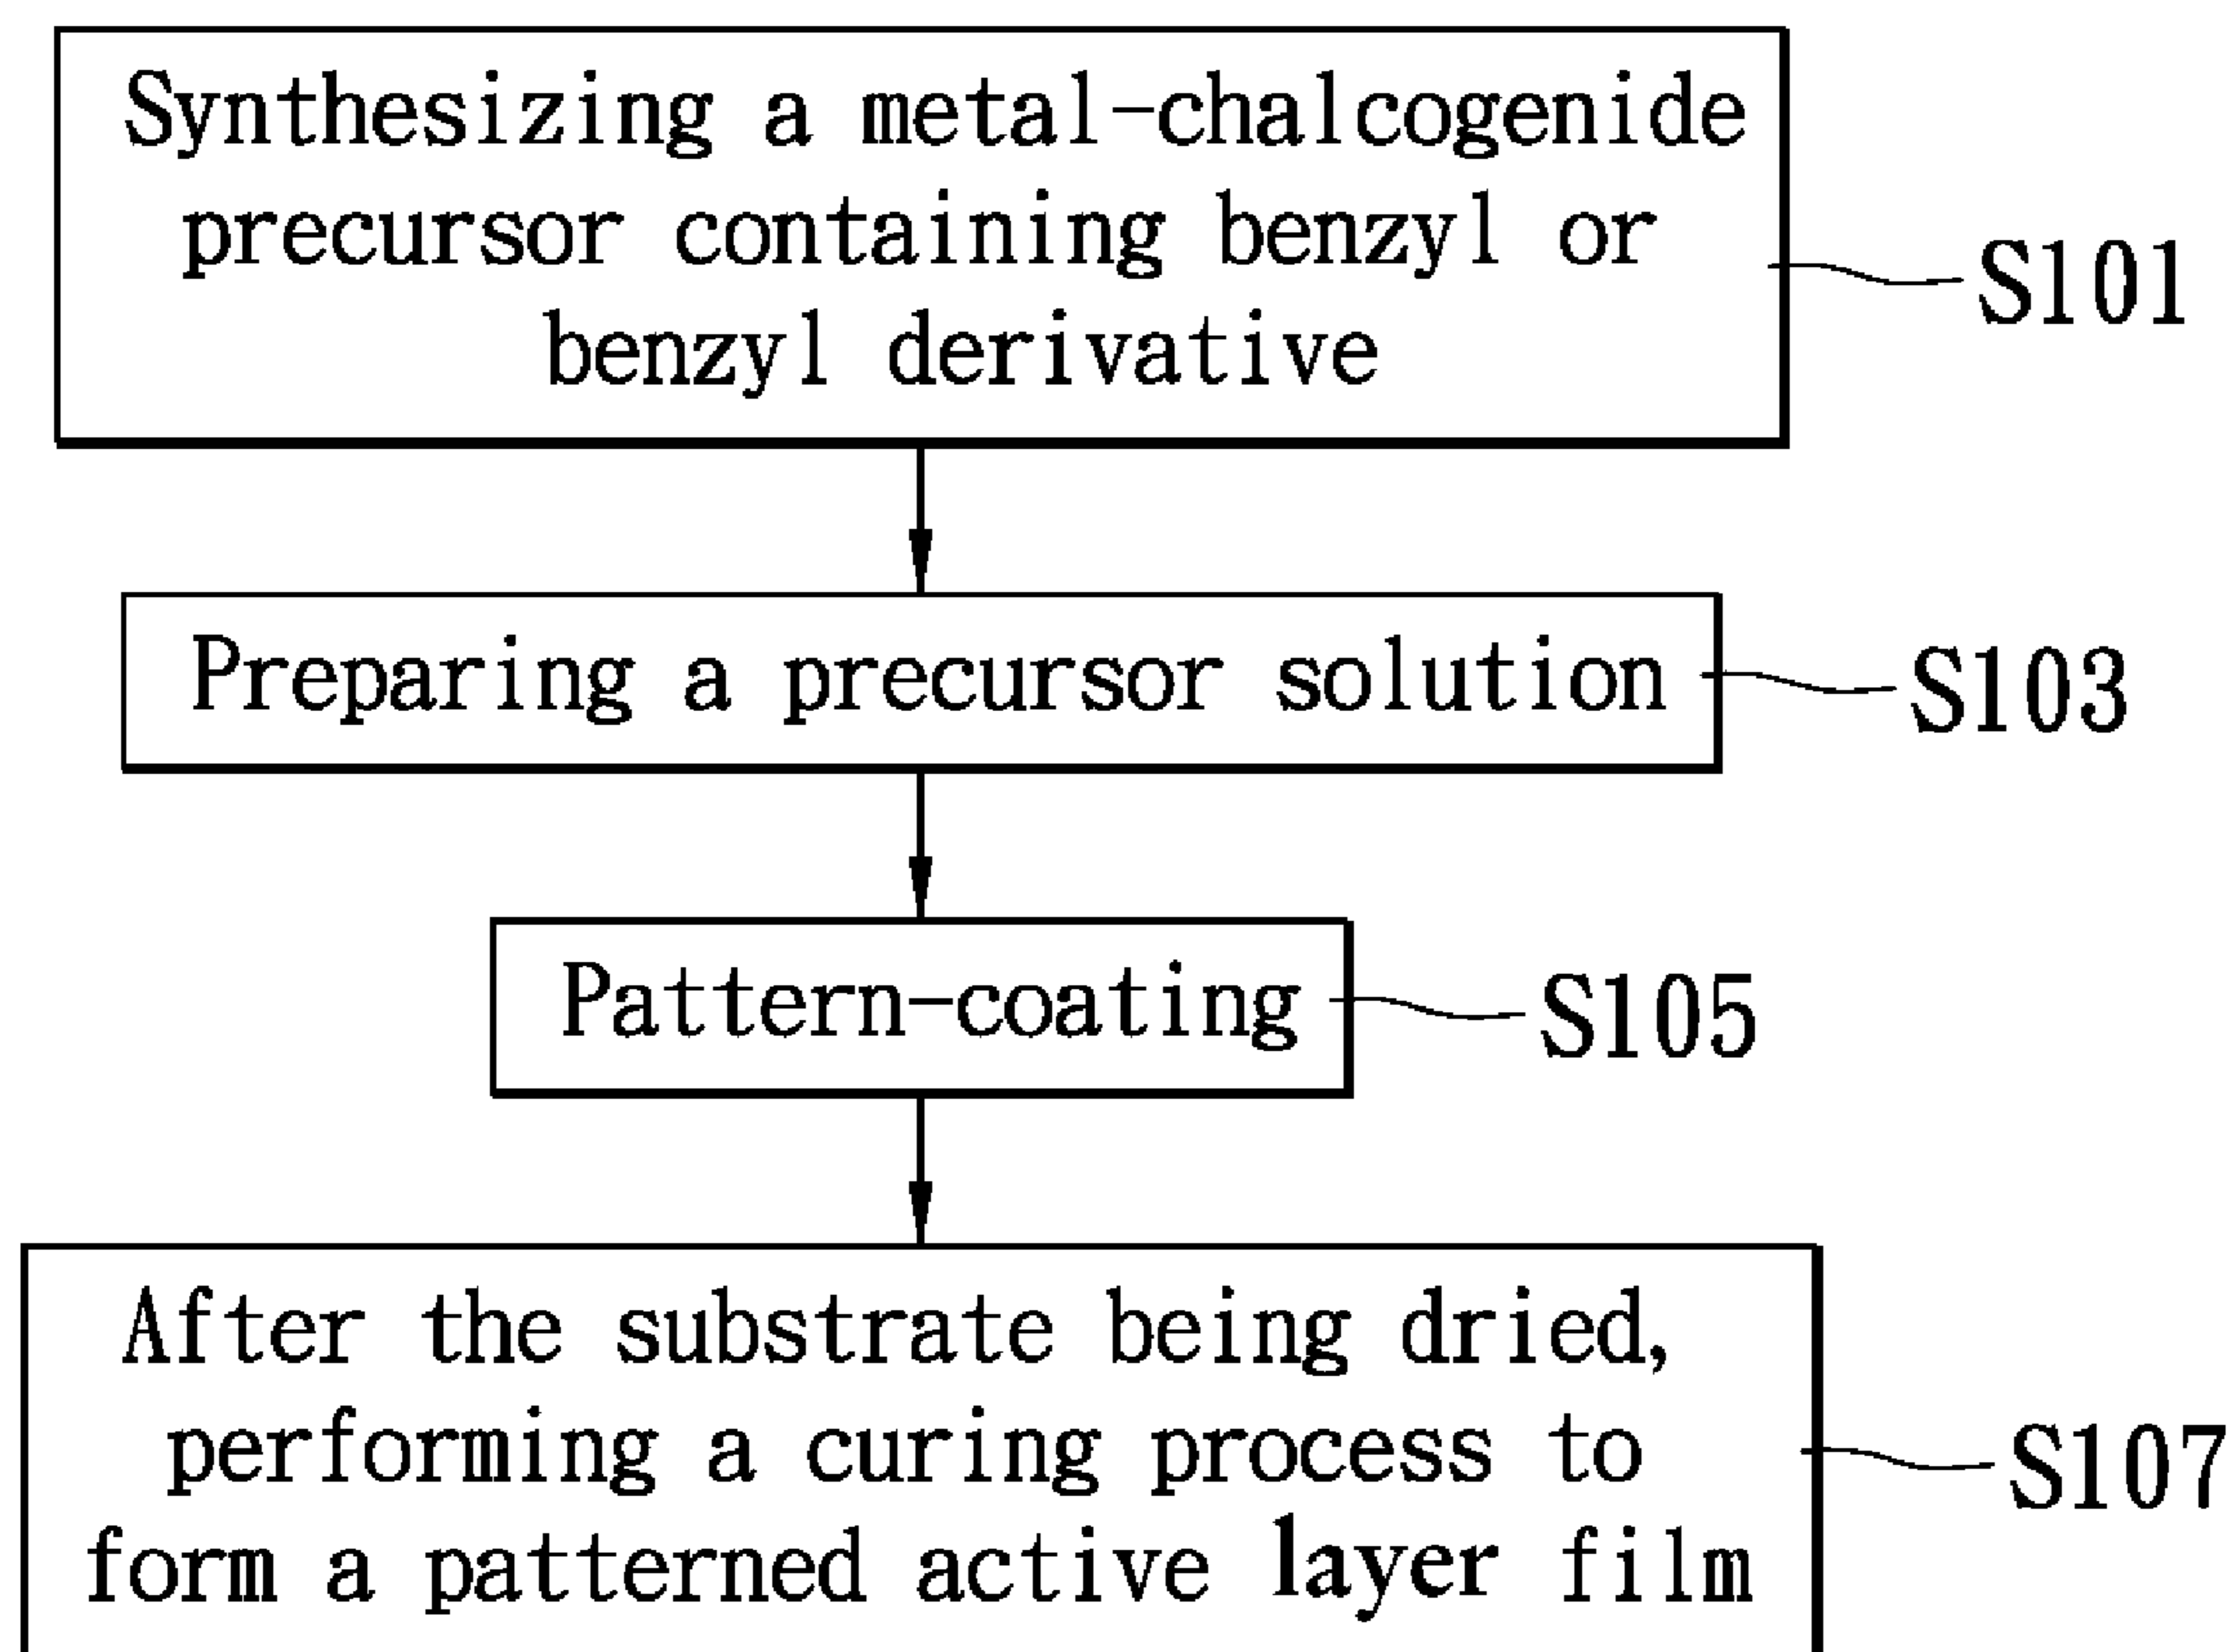 Synthesizing a metal-chalcogenide
precursor containing benzyl or
benzyl derivative
S101
Preparing a precursor solution
S103
Pattern-coating
S105
After the substrate being dried,
performing a curing process to
form a patterned active layer film
S107